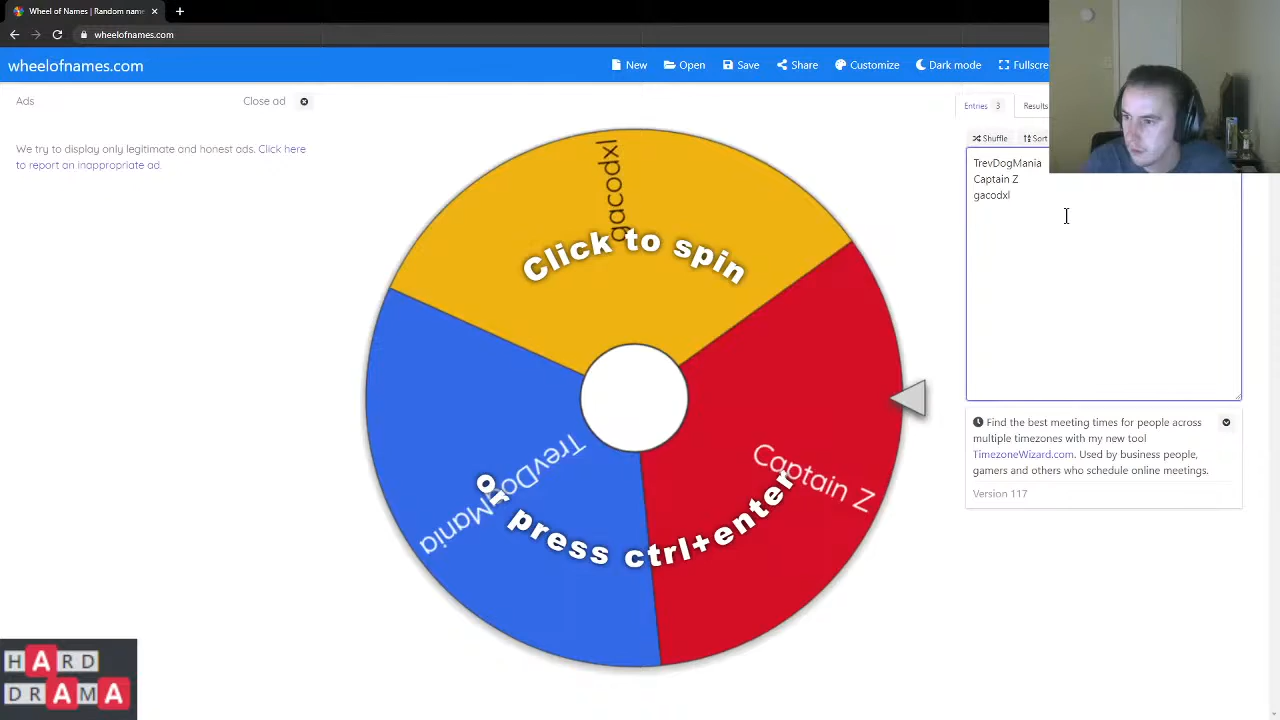 Wheel of Names | Random name
wheelofnames.com
wheelofnames.com
New
Open
Save
Share
Customize
Dark mode
Fullscre
Ads
Close ad
We try to display only legitimate and honest ads. Click here
to report an inappropriate ad.
Entries 3
Results
Shuffle
Sort
TrevDogMania
Captain Z
gacodxl
gacodxl
Click to spin
Captain Z
TrevDogMania
or press ctrl+enter
Find the best meeting times for people across
multiple timezones with my new tool
TimezoneWizard.com. Used by business people,
gamers and others who schedule online meetings.
Version 117
HARD
DRAMA